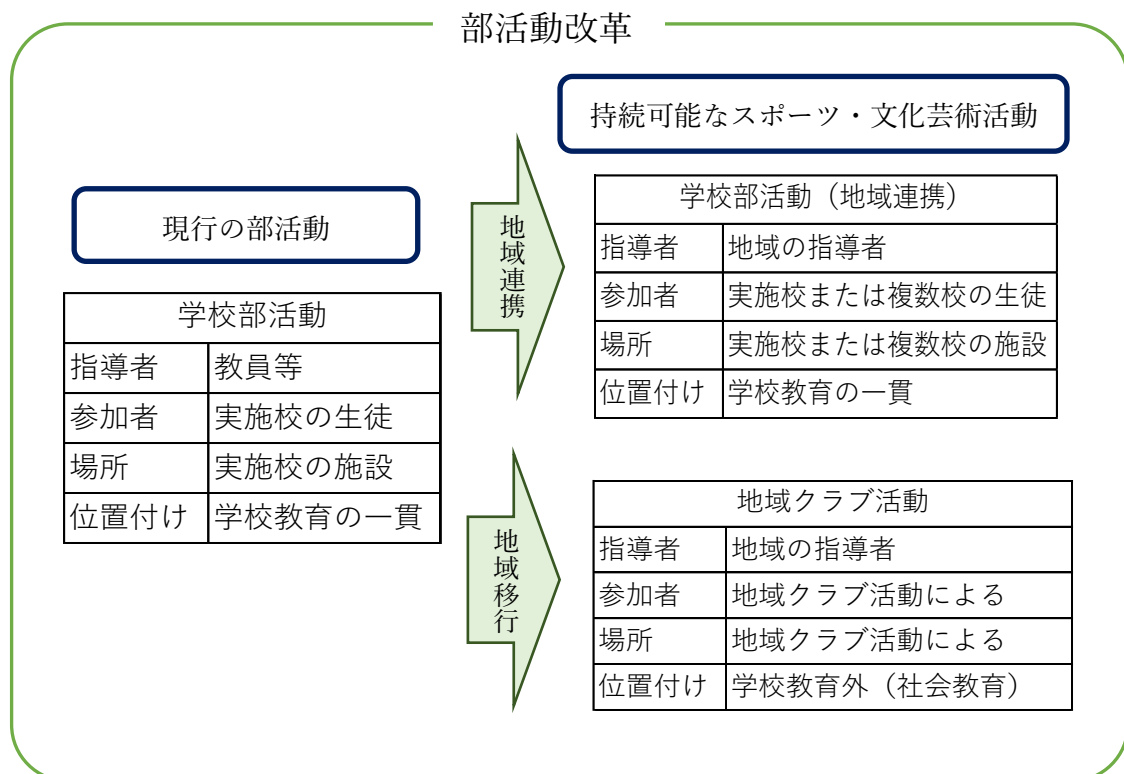 部活動改革
現行の部活動
学校部活動
指導者 教員等
参加者 実施校の生徒
場所 実施校の施設
位置付け 学校教育の一貫
地域連携
地域移行
持続可能なスポーツ・文化芸術活動
学校部活動（地域連携）
指導者 地域の指導者
参加者 実施校または複数校の生徒
場所 実施校または複数校の施設
位置付け 学校教育の一貫
地域クラブ活動
指導者 地域の指導者
参加者 地域クラブ活動による
場所 地域クラブ活動による
位置付け 学校教育外（社会教育）